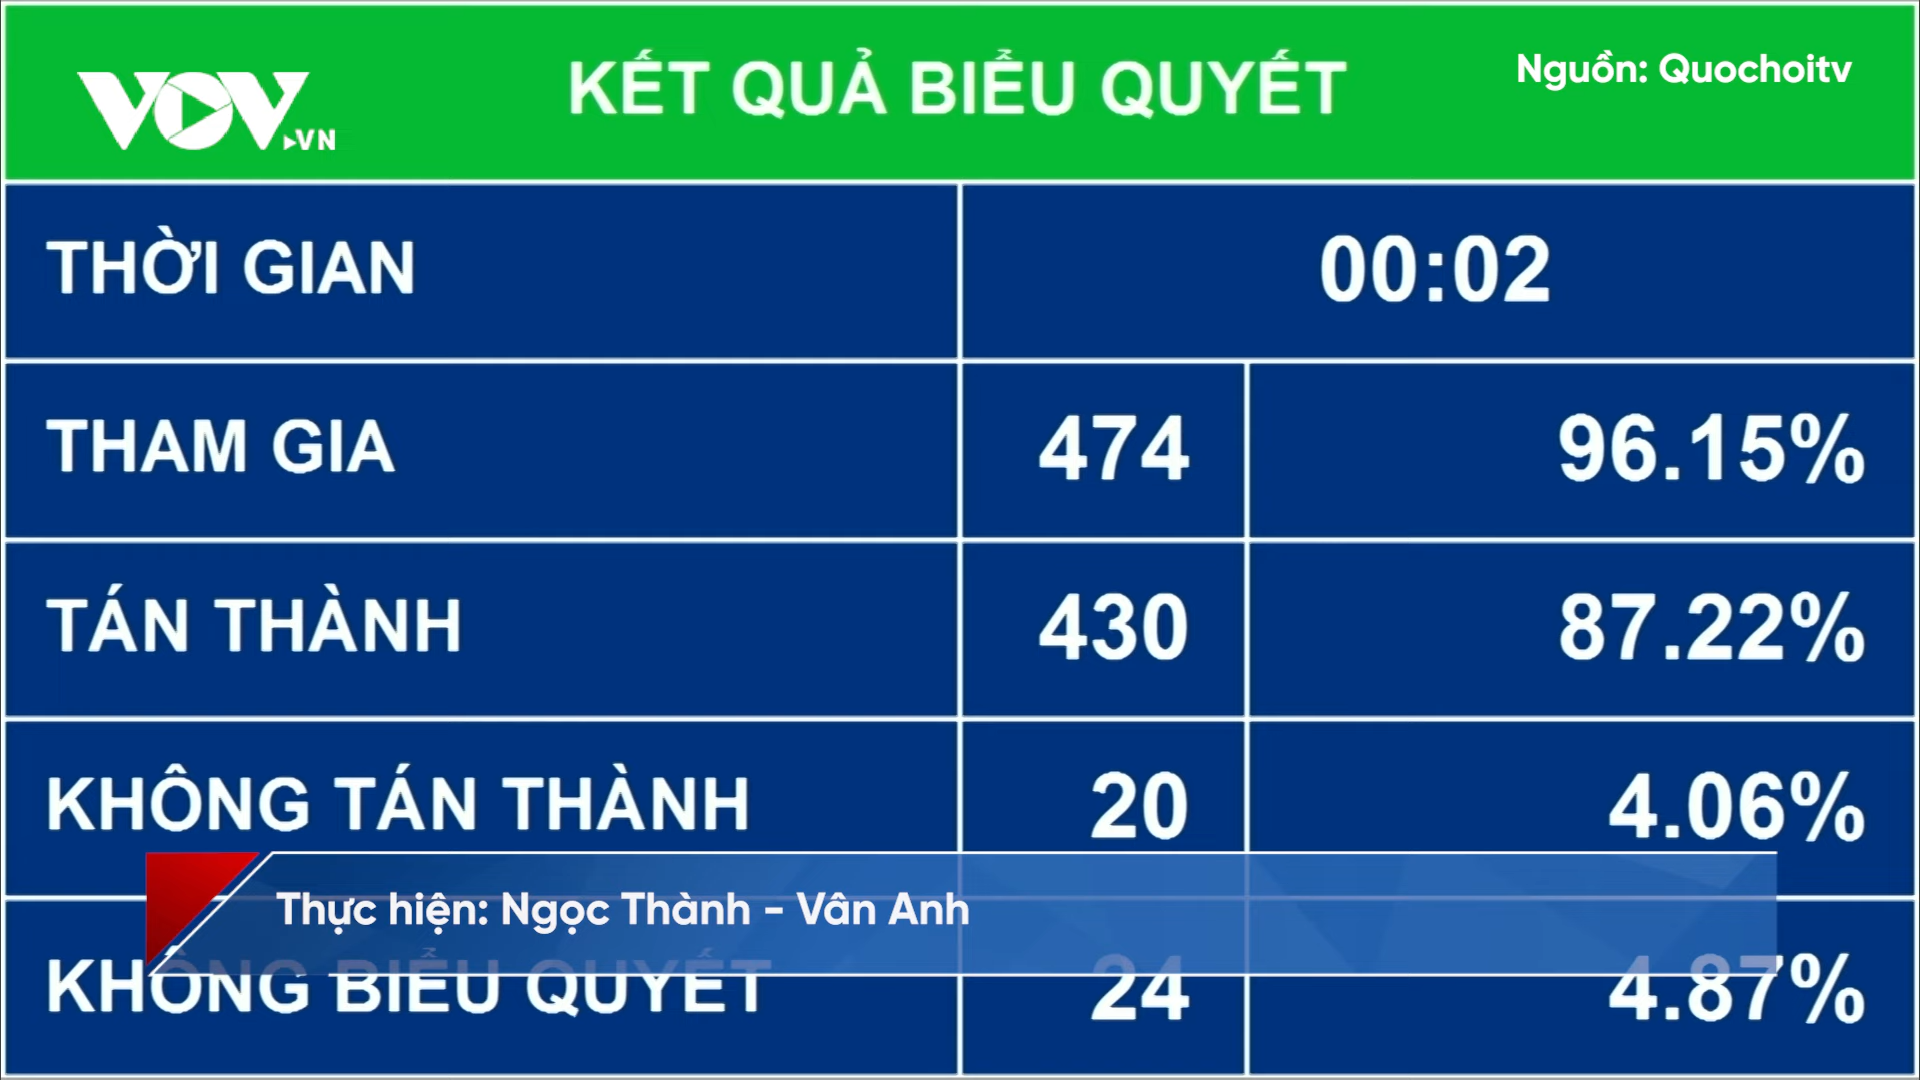 VOV.VN
KẾT QUẢ BIỂU QUYẾT
Nguồn: Quochoitv
THỜI GIAN 00:02
THAM GIA 474 96.15%
TÁN THÀNH 430 87.22%
KHÔNG TÁN THÀNH 20 4.06%
Thực hiện: Ngọc Thành - Vân Anh
KHÔNG BIỂU QUYẾT 24 4.87%